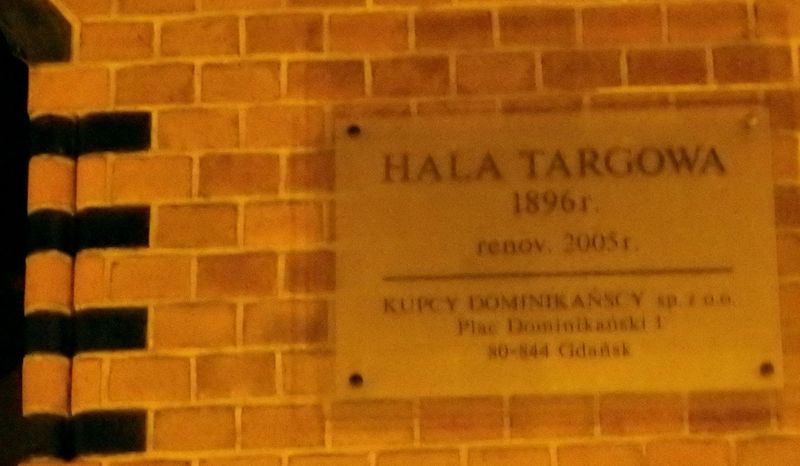 HALA TARGOWA
1896r.
renov. 2005r.
KUPCY DOMINIKAŃSCY sp. z o.o.
Plac Dominikański 1
80-844 Gdańsk